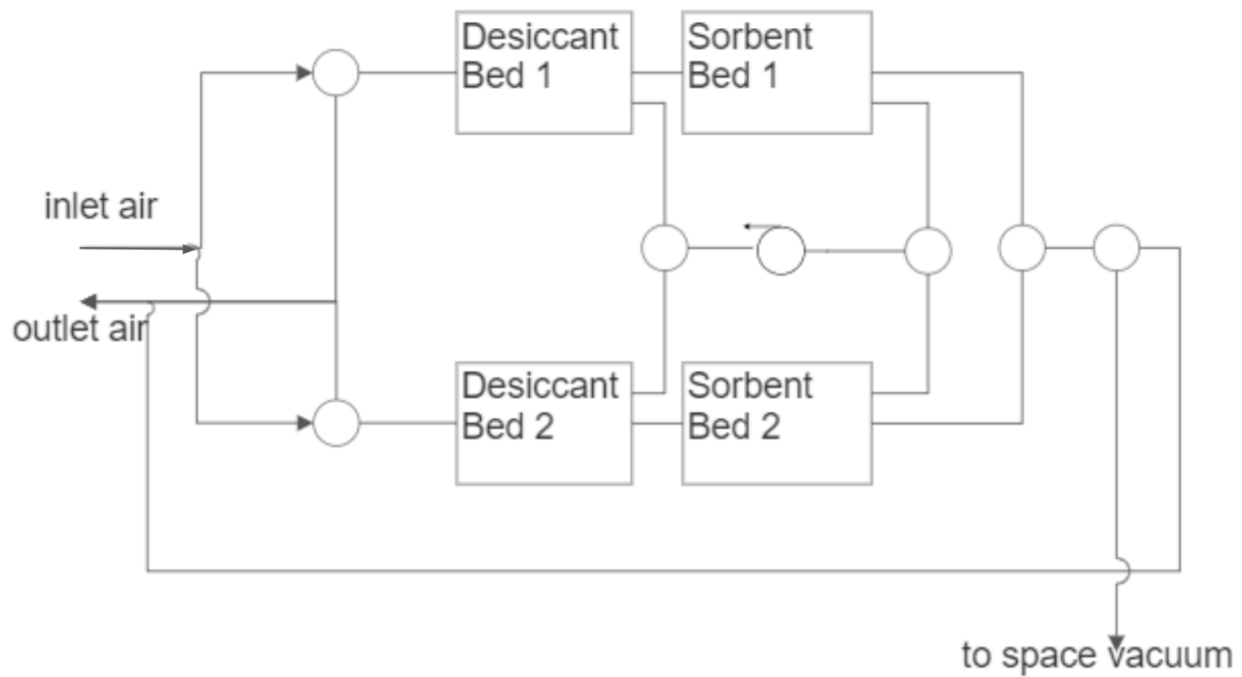 Desiccant
Bed 1
Sorbent
Bed 1
inlet air
outlet air
Desiccant
Bed 2
Sorbent
Bed 2
to space vacuum